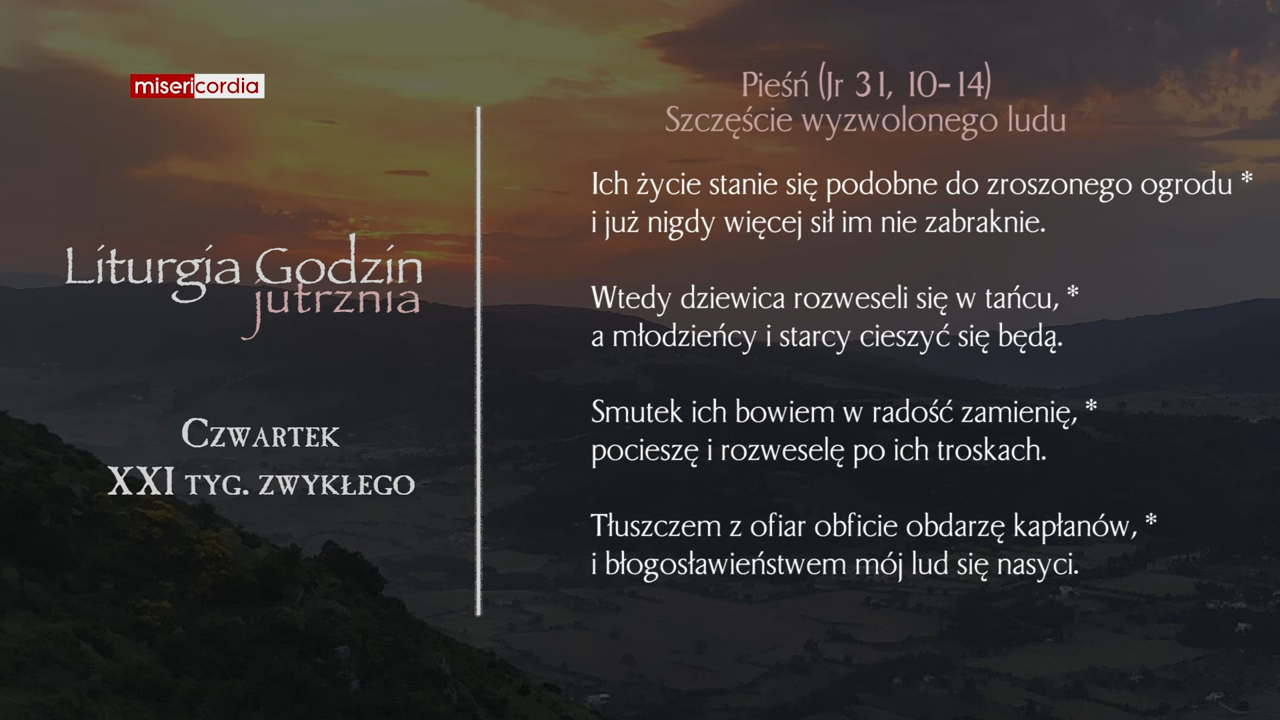 misericordia
Liturgia Godzin
jutrznia
Czwartek
XXI tyg. zwykłego
Pieśń (Jr 31, 10-14)
Szczęście wyzwolonego ludu
Ich życie stanie się podobne do zroszonego ogrodu *
i już nigdy więcej sił im nie zabraknie.
Wtedy dziewica rozweseli się w tańcu, *
a młodzieńcy i starcy cieszyć się będą.
Smutek ich bowiem w radość zamienię, *
pocieszę i rozweselę po ich troskach.
Tłuszczem z ofiar obficie obdarzę kapłanów, *
i błogosławieństwem mój lud się nasyci.